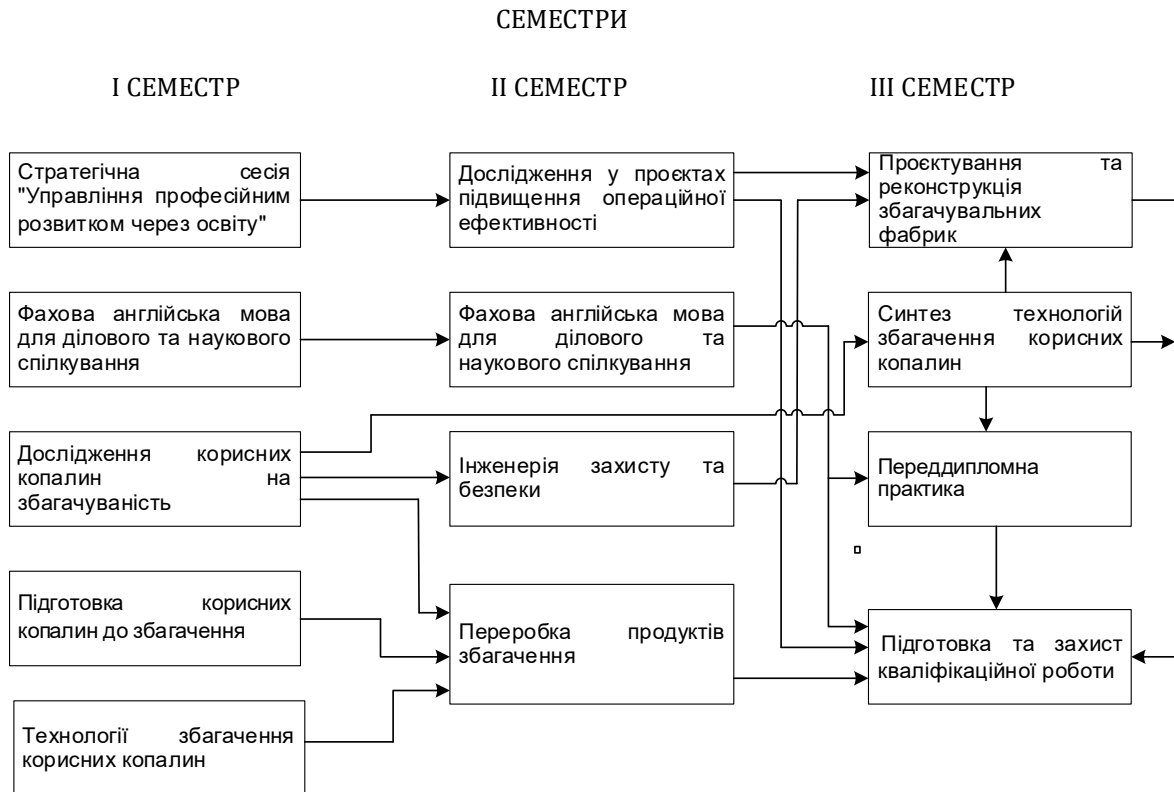 СЕМЕСТРИ
І СЕМЕСТР
ІІ СЕМЕСТР
ІІІ СЕМЕСТР
Стратегічна сесія
"Управління професійним
розвитком через освіту"
Дослідження у проєктах
підвищення операційної
ефективності
Проєктування та
реконструкція
збагачувальних
фабрик
Фахова англійська мова
для ділового та наукового
спілкування
Фахова англійська мова
для ділового та
наукового спілкування
Синтез технологій
збагачення корисних
копалин
Дослідження корисних
копалин на
збагачуваність
Інженерія захисту та
безпеки
Переддипломна
практика
Підготовка корисних
копалин до збагачення
Переробка продуктів
збагачення
Підготовка та захист
кваліфікаційної роботи
Технології збагачення
корисних копалин